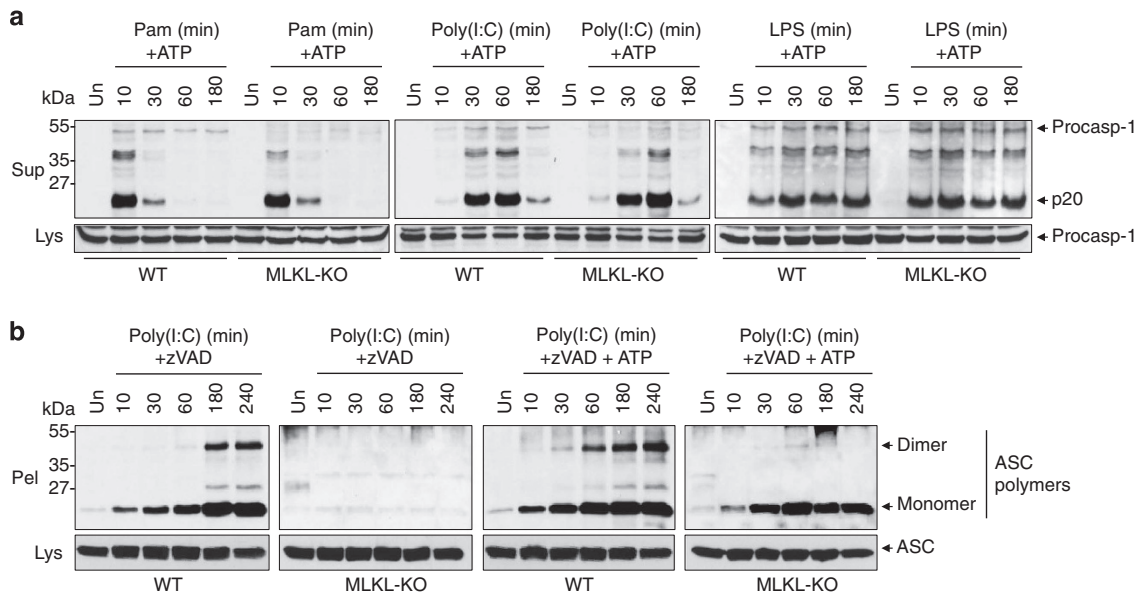 a
Pam (min) +ATP
Pam (min) +ATP
Poly(I:C) (min) +ATP
Poly(I:C) (min) +ATP
LPS (min) +ATP
LPS (min) +ATP
kDa
Un 10 30 60 180 Un 10 30 60 180 Un 10 30 60 180 Un 10 30 60 180 Un 10 30 60 180 Un 10 30 60 180
55-
Procasp-1
Sup
35-
27-
p20
Lys
Procasp-1
WT MLKL-KO WT MLKL-KO WT MLKL-KO
b
Poly(I:C) (min) +zVAD
Poly(I:C) (min) +zVAD
Poly(I:C) (min) +zVAD + ATP
Poly(I:C) (min) +zVAD + ATP
kDa
Un 10 30 60 180 240 Un 10 30 60 180 240 Un 10 30 60 180 240 Un 10 30 60 180 240
55-
Dimer
Pel
35-
27-
Monomer
ASC polymers
Lys
ASC
WT MLKL-KO WT MLKL-KO